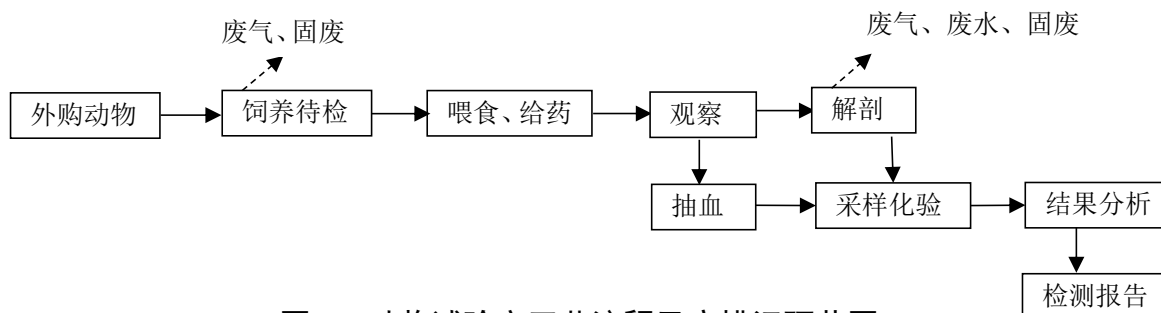 废气、固废
废气、废水、固废
外购动物
饲养待检
喂食、给药
观察
解剖
抽血
采样化验
结果分析
检测报告